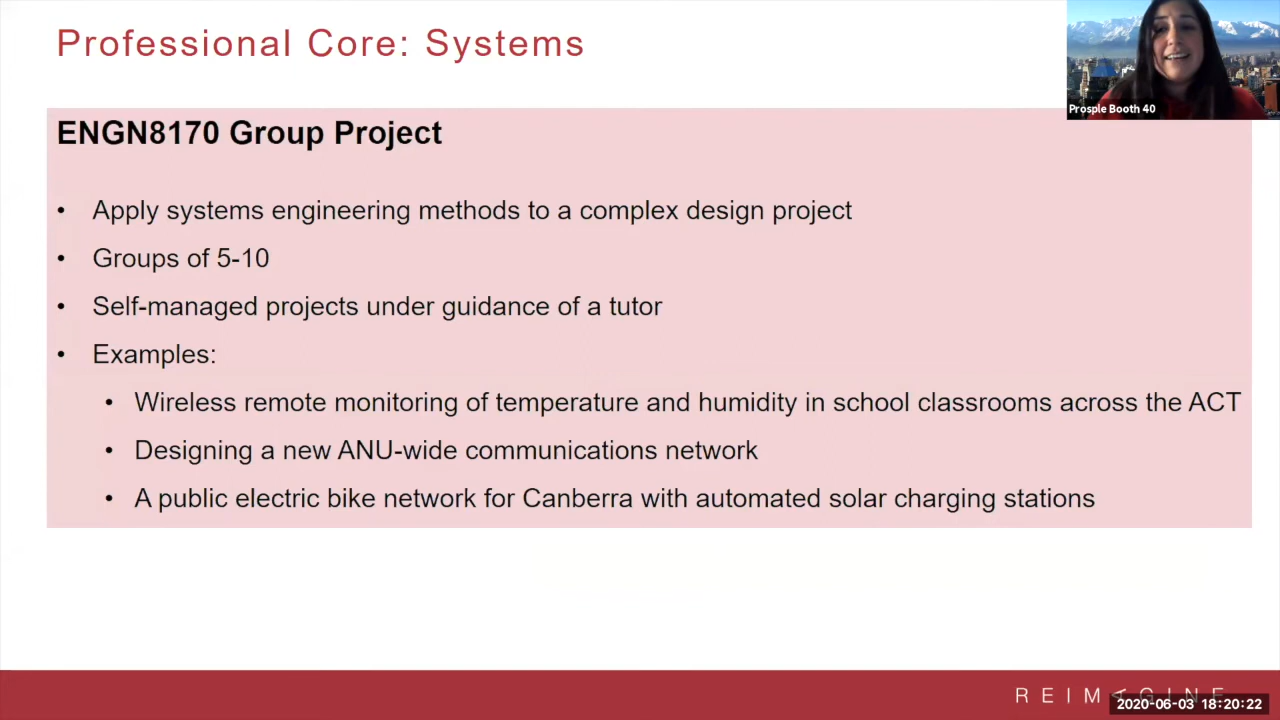 Professional Core: Systems
Prosple Booth 40
ENGN8170 Group Project
• Apply systems engineering methods to a complex design project
• Groups of 5-10
• Self-managed projects under guidance of a tutor
• Examples:
• Wireless remote monitoring of temperature and humidity in school classrooms across the ACT
• Designing a new ANU-wide communications network
• A public electric bike network for Canberra with automated solar charging stations
REIMAGINE
2020-06-03 18:20:22